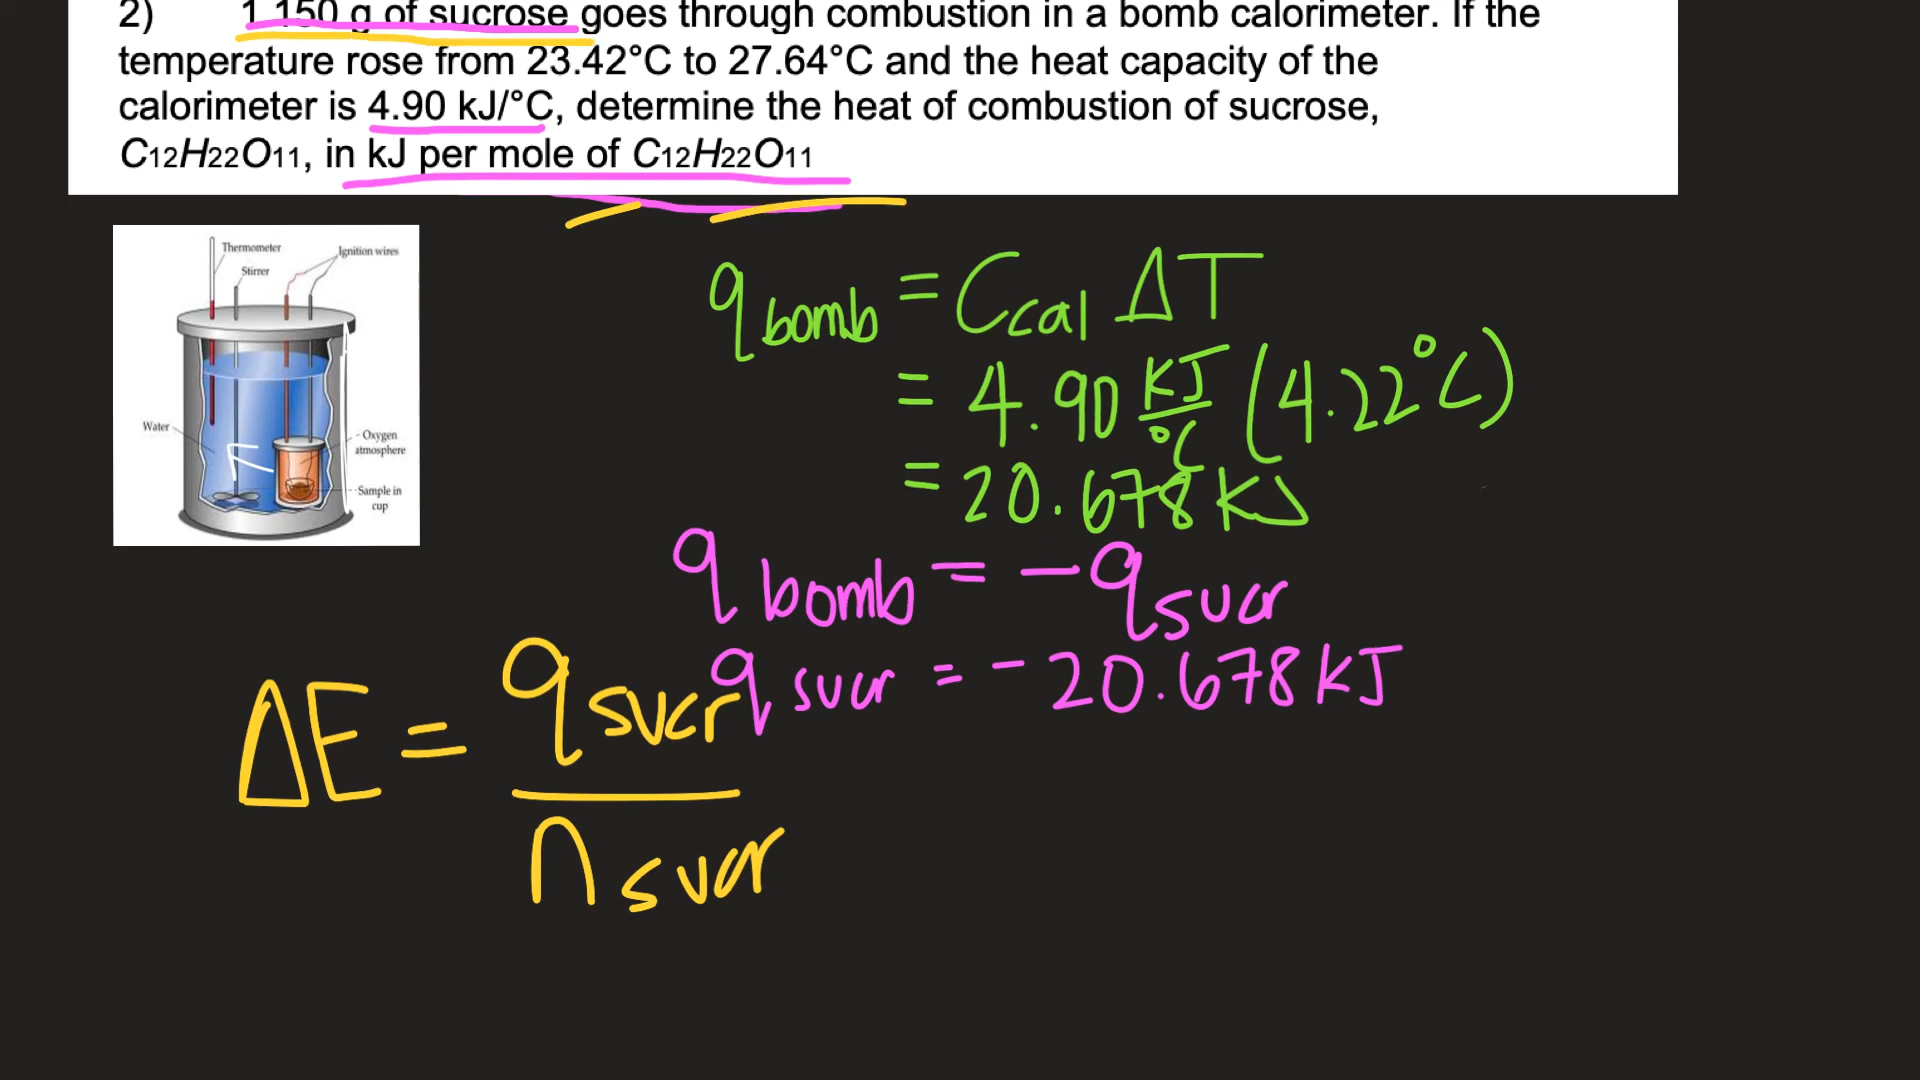 2) 1.150 g of sucrose goes through combustion in a bomb calorimeter. If the
temperature rose from 23.42°C to 27.64°C and the heat capacity of the
calorimeter is 4.90 kJ/°C, determine the heat of combustion of sucrose,
C12H22O11, in kJ per mole of C12H22O11
Thermometer
Ignition wires
Stirrer
Water
Oxygen
atmosphere
Sample in
cup
q bomb = Ccal ΔT
= 4.90 kJ/°C (4.22°C)
= 20.678 kJ
q bomb = -q sucr
q sucr = -20.678 kJ
ΔE = q sucr
n sucr